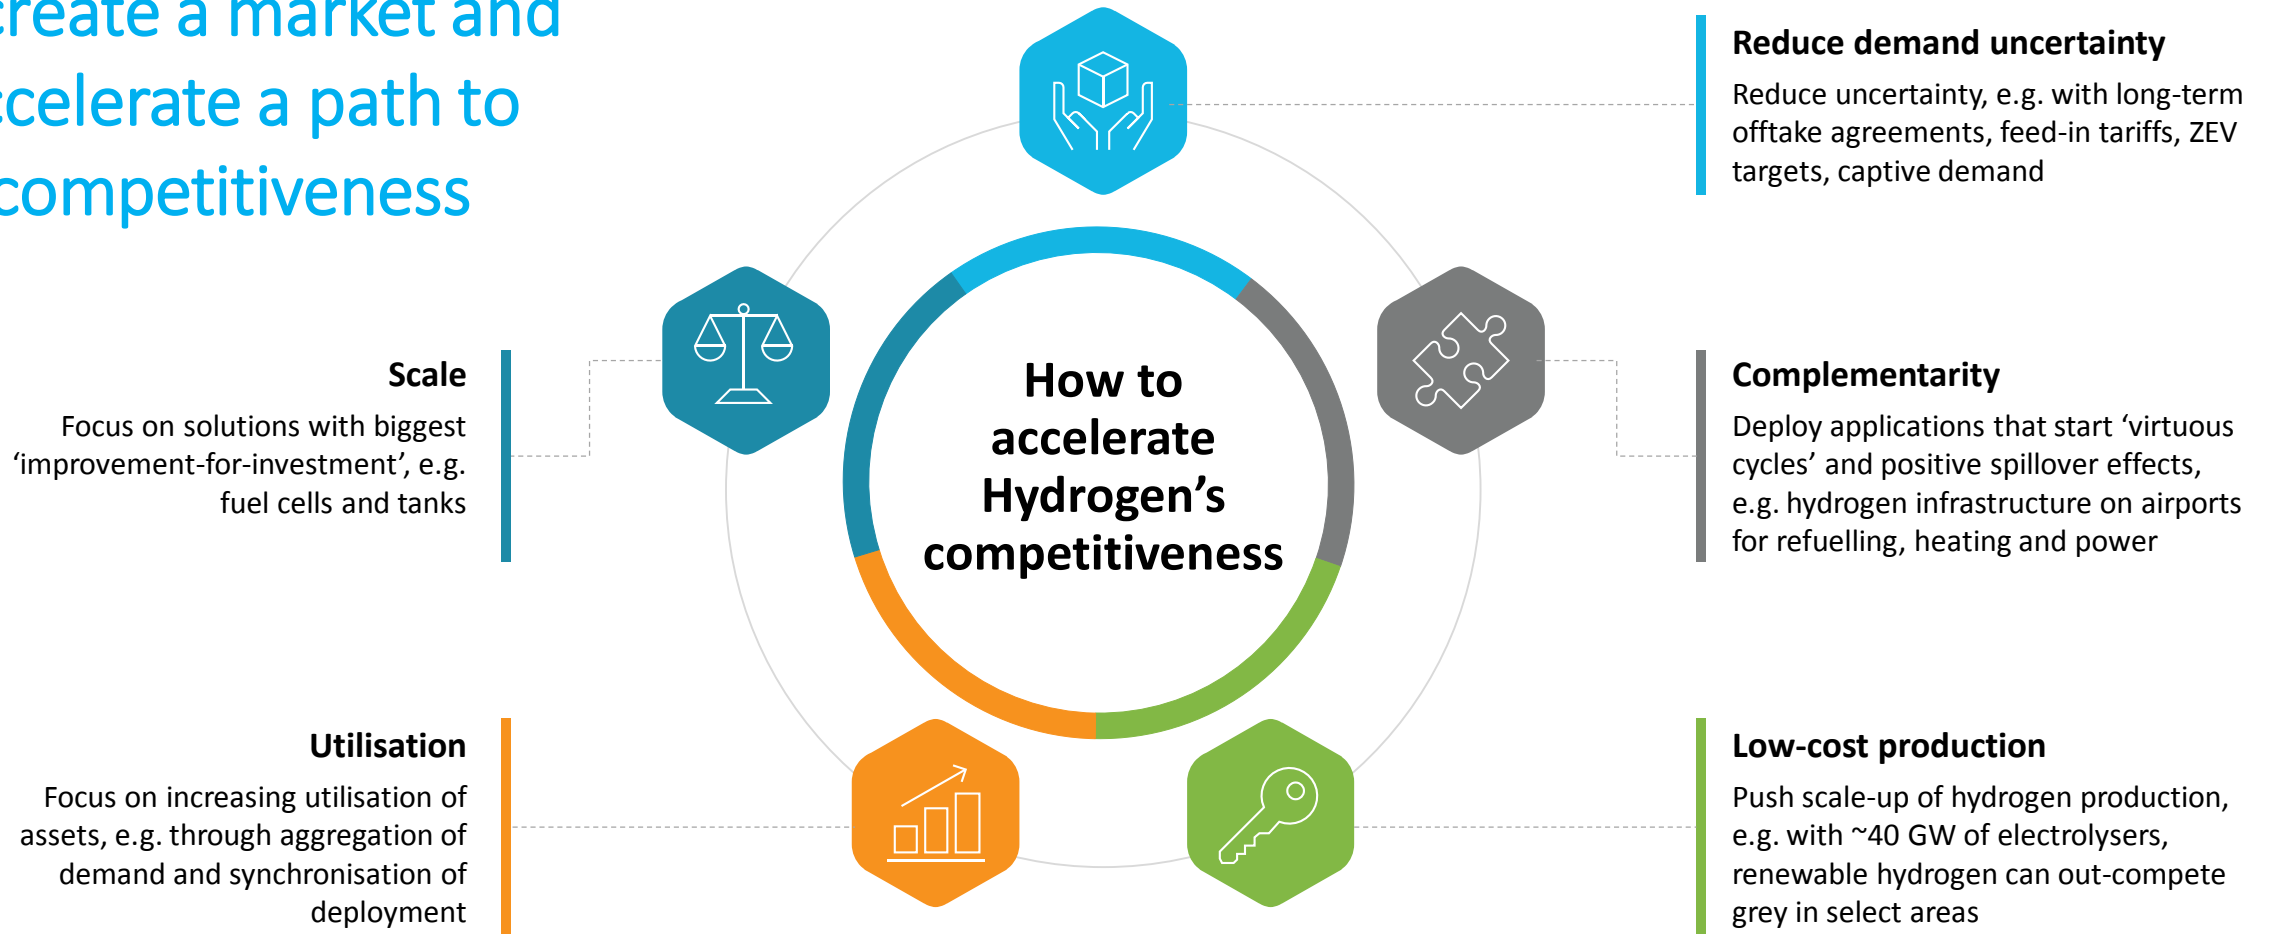 create a market and
ccelerate a path to
competitiveness
Reduce demand uncertainty
Reduce uncertainty, e.g. with long-term
offtake agreements, feed-in tariffs, ZEV
targets, captive demand
Scale
Focus on solutions with biggest
‘improvement-for-investment’, e.g.
fuel cells and tanks
How to
accelerate
Hydrogen’s
competitiveness
Complementarity
Deploy applications that start ‘virtuous
cycles’ and positive spillover effects,
e.g. hydrogen infrastructure on airports
for refuelling, heating and power
Utilisation
Focus on increasing utilisation of
assets, e.g. through aggregation of
demand and synchronisation of
deployment
Low-cost production
Push scale-up of hydrogen production,
e.g. with ~40 GW of electrolysers,
renewable hydrogen can out-compete
grey in select areas